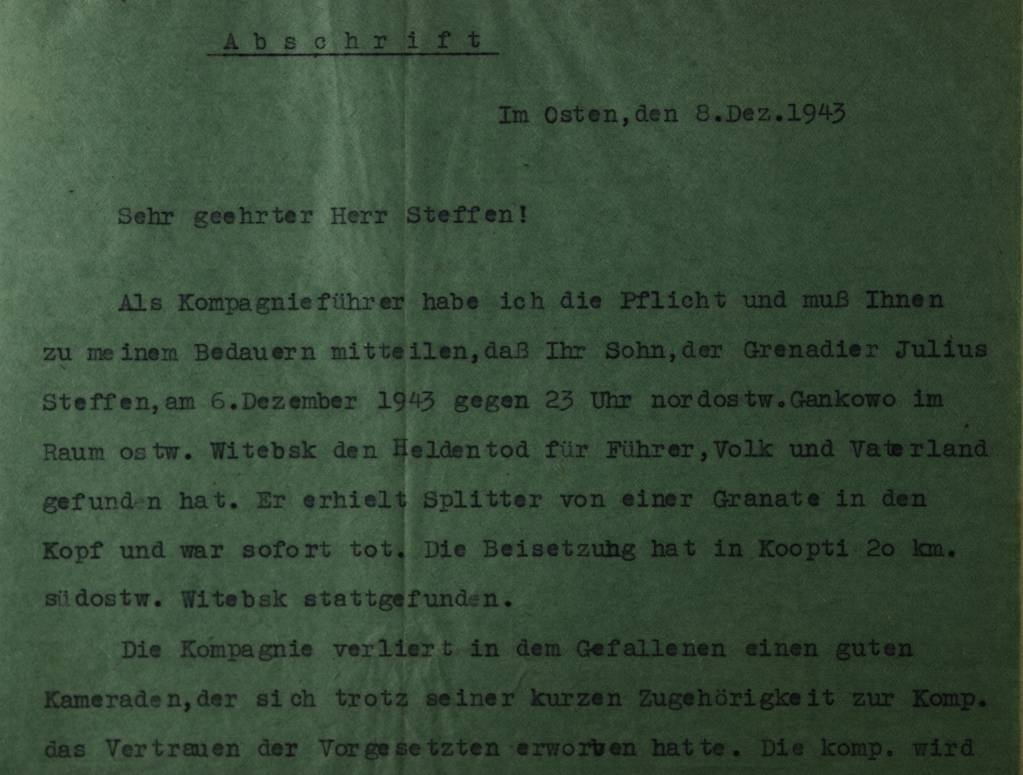 A b s c h r i f t
Im Osten,den 8.Dez.1943
Sehr geehrter Herr Steffen!
Als Kompagnieführer habe ich die Pflicht und muß Ihnen
zu meinem Bedauern mitteilen,daß Ihr Sohn,der Grenadier Julius
Steffen,am 6.Dezember 1943 gegen 23 Uhr nordostw.Gankowo im
Raum ostw. Witebsk den Heldentod für Führer,Volk und Vaterland
gefunden hat. Er erhielt Splitter von einer Granate in den
Kopf und war sofort tot. Die Beisetzung hat in Koopti 2o km.
südostw. Witebsk stattgefunden.
Die Kompagnie verliert in dem Gefallenen einen guten
Kameraden,der sich trotz seiner kurzen Zugehörigkeit zur Komp.
das Vertrauen der Vorgesetzten erworben hatte. Die komp. wird